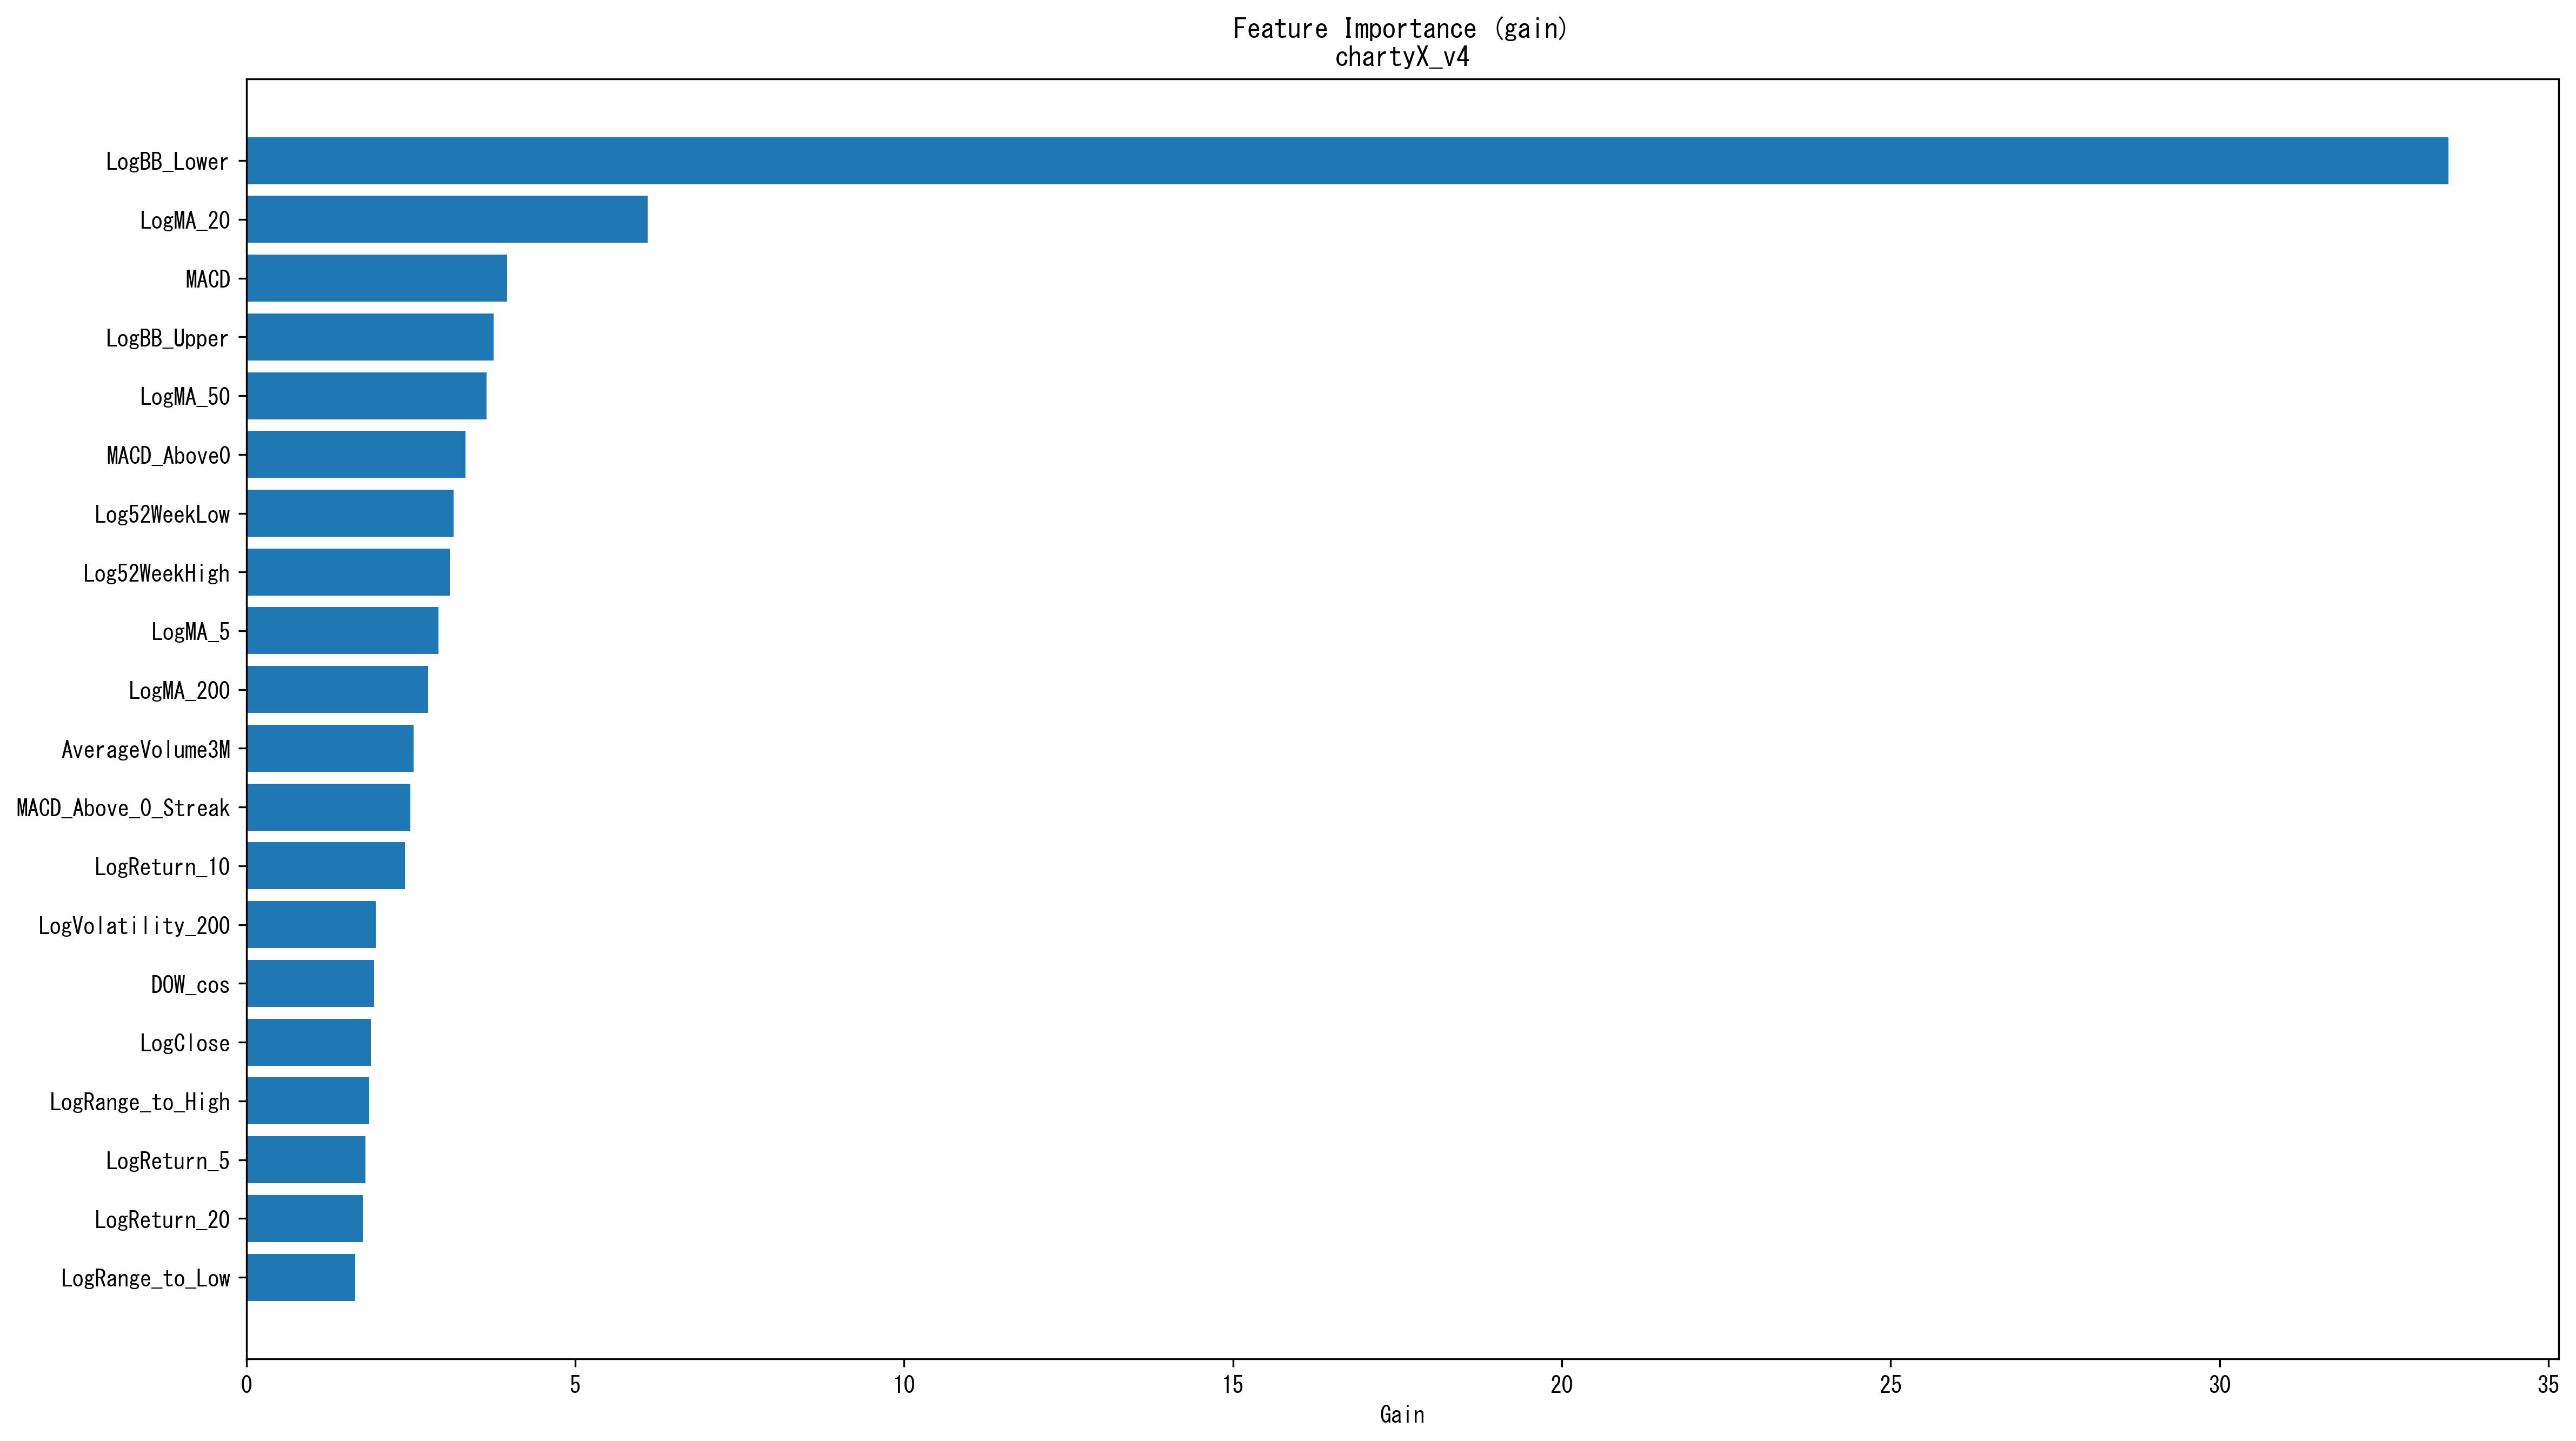 Feature Importance (gain)
chartyX_v4
LogBB_Lower
LogMA_20
MACD
LogBB_Upper
LogMA_50
MACD_Above0
Log52WeekLow
Log52WeekHigh
LogMA_5
LogMA_200
AverageVolume3M
MACD_Above_0_Streak
LogReturn_10
LogVolatility_200
DOW_cos
LogClose
LogRange_to_High
LogReturn_5
LogReturn_20
LogRange_to_Low
0 5 10 15 20 25 30 35
Gain